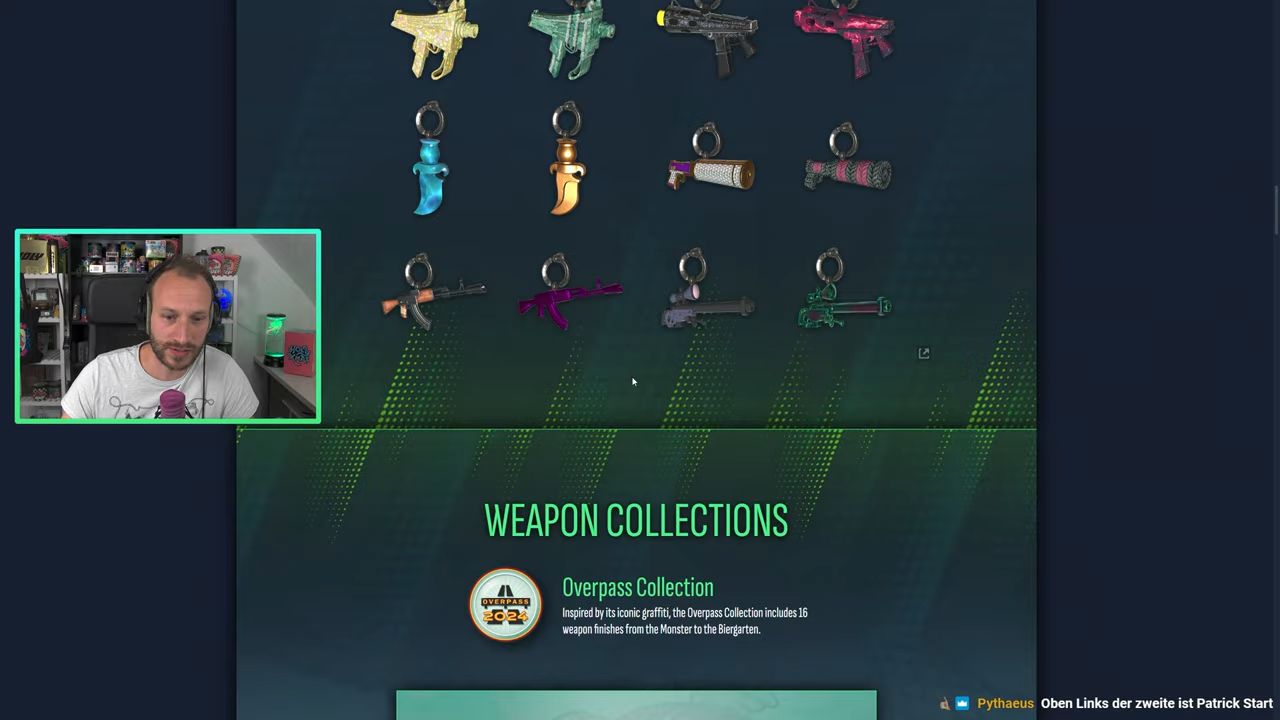 WEAPON COLLECTIONS
OVERPASS
2024
Overpass Collection
Inspired by its iconic graffiti, the Overpass Collection includes 16
weapon finishes from the Monster to the Biergarten.
Pythaeus Oben Links der zweite ist Patrick Start